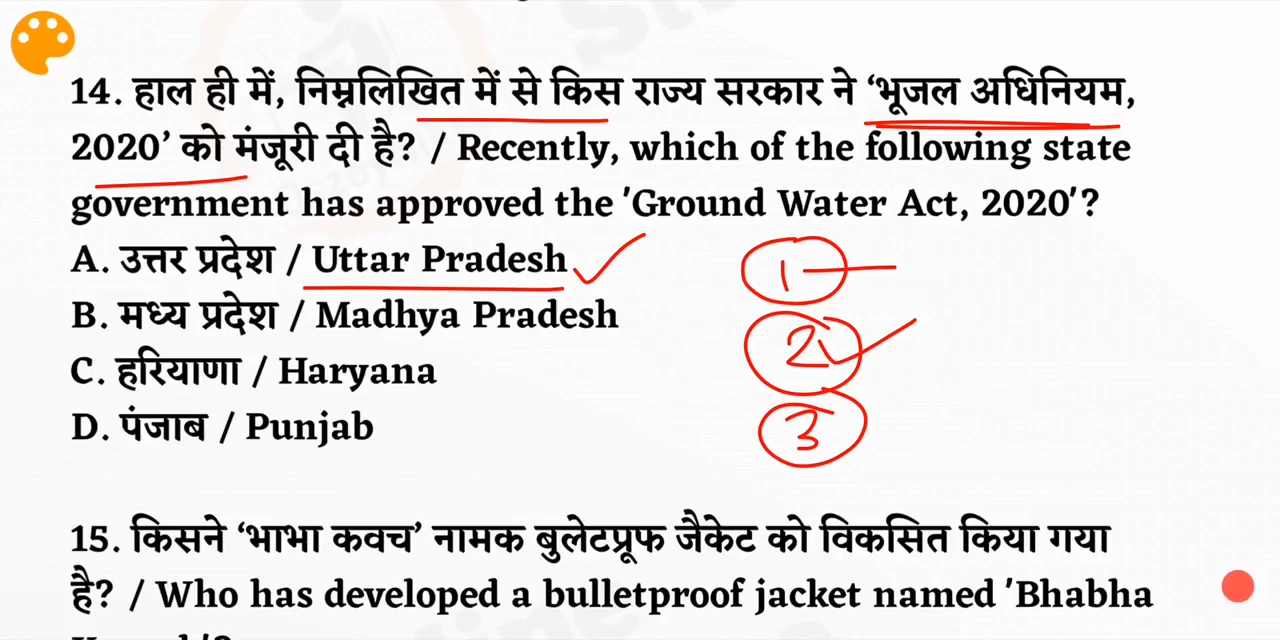 14. हाल ही में, निम्नलिखित में से किस राज्य सरकार ने ‘भूजल अधिनियम,
2020’ को मंजूरी दी है? / Recently, which of the following state
government has approved the 'Ground Water Act, 2020'?
A. उत्तर प्रदेश / Uttar Pradesh
1
B. मध्य प्रदेश / Madhya Pradesh
2
C. हरियाणा / Haryana
D. पंजाब / Punjab
3
15. किसने ‘भाभा कवच’ नामक बुलेटप्रूफ जैकेट को विकसित किया गया
है? / Who has developed a bulletproof jacket named 'Bhabha